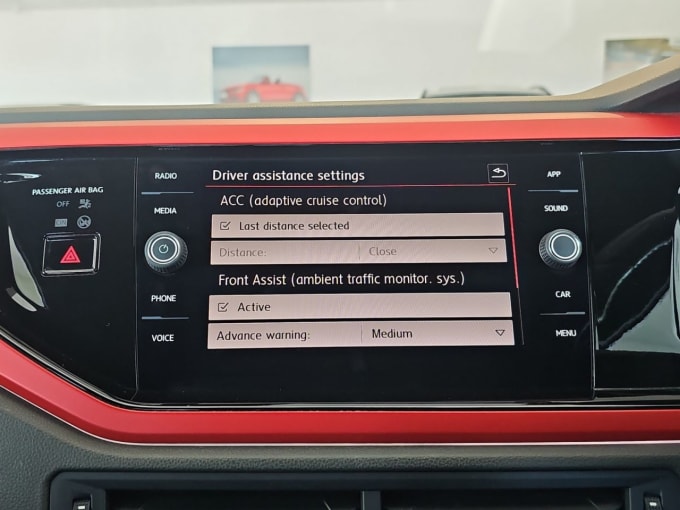 PASSENGER AIR BAG
OFF
RADIO
MEDIA
PHONE
VOICE
Driver assistance settings
ACC (adaptive cruise control)
Last distance selected
Distance: Close
Front Assist (ambient traffic monitor. sys.)
Active
Advance warning: Medium
APP
SOUND
CAR
MENU